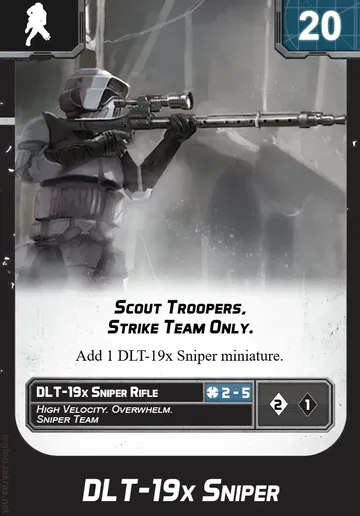 20
Scout Troopers,
Strike Team Only.
Add 1 DLT-19x Sniper miniature.
DLT-19x Sniper Rifle
2 - 5
High Velocity. Overwhelm.
Sniper Team
2
1
DLT-19x Sniper